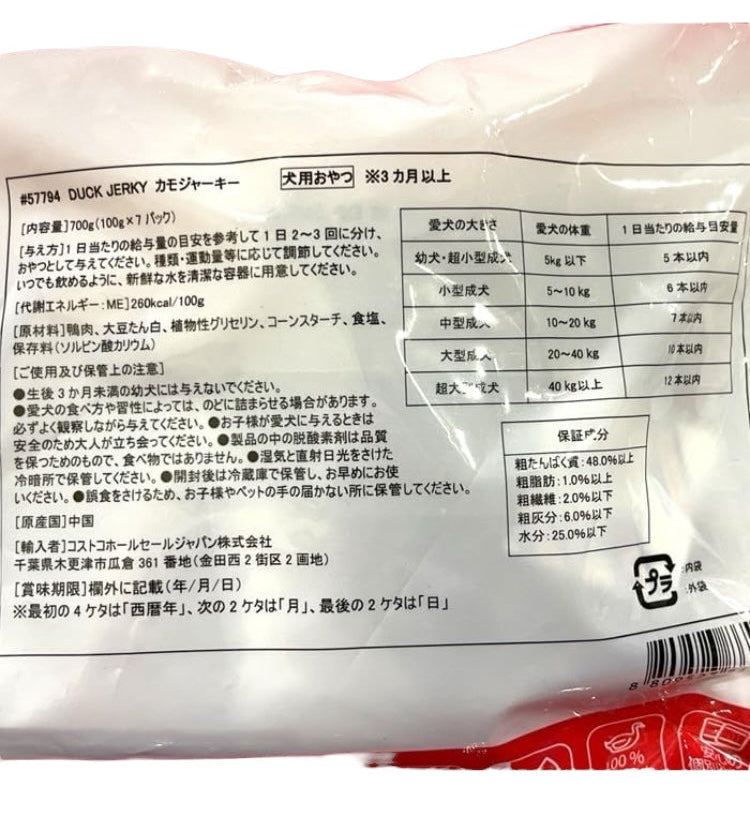 #57794 DUCK JERKY カモジャーキー
犬用おやつ ※3カ月以上
[内容量]700g(100g×7パック)
[与え方]1日当たりの給与量の目安を参考して1日2~3回に分け、
おやつとして与えてください。種類・運動量等に応じて調節してください。
いつでも飲めるように、新鮮な水を清潔な容器に用意してください。
[代謝エネルギー:ME]260kcal/100g
[原材料]鴨肉、大豆たん白、植物性グリセリン、コーンスターチ、食塩、
保存料(ソルビン酸カリウム)
[ご使用及び保管上の注意]
●生後3か月未満の幼犬には与えないでください。
●愛犬の食べ方や習性によっては、のどに詰まらせる場合があります。
必ずよく観察しながら与えてください。●お子様が愛犬に与えるときは
安全のため大人が立ち会ってください。●製品の中の脱酸素剤は品質
を保つためのもので、食べ物ではありません。●湿気と直射日光をさけた
冷暗所で保管してください。●開封後は冷蔵庫で保管し、お早めにお使
いください。●誤食をさけるため、お子様やペットの手の届かない所に保管してください。
[原産国]中国
[輸入者]コストコホールセールジャパン株式会社
千葉県木更津市瓜倉361番地(金田西2街区2画地)
[賞味期限]欄外に記載(年/月/日)
※最初の4ケタは「西暦年」、次の2ケタは「月」、最後の2ケタは「日」
愛犬の大きさ 愛犬の体重 1日当たりの給与目安量
幼犬・超小型成犬 5kg以下 5本以内
小型成犬 5~10kg 6本以内
中型成犬 10~20kg 7本以内
大型成犬 20~40kg 10本以内
超大型成犬 40kg以上 12本以内
保証成分
粗たんぱく質:48.0%以上
粗脂肪:1.0%以上
粗繊維:2.0%以下
粗灰分:6.0%以下
水分:25.0%以下
プラ
:内袋
:外袋
100%